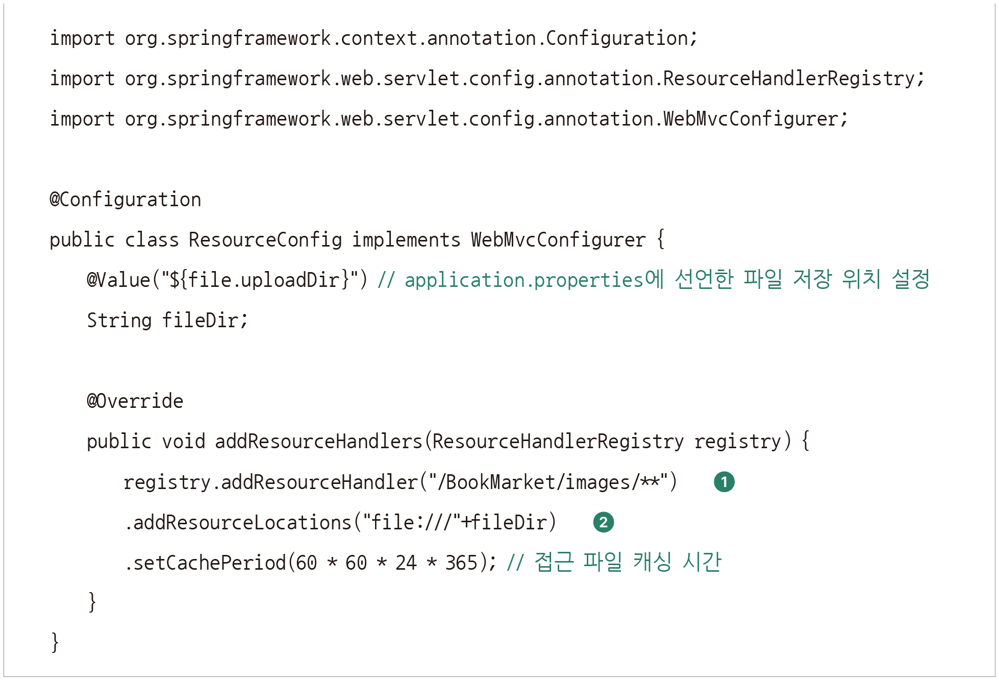 import org.springframework.context.annotation.Configuration;
import org.springframework.web.servlet.config.annotation.ResourceHandlerRegistry;
import org.springframework.web.servlet.config.annotation.WebMvcConfigurer;
@Configuration
public class ResourceConfig implements WebMvcConfigurer {
@Value("${file.uploadDir}") // application.properties에 선언한 파일 저장 위치 설정
String fileDir;
@Override
public void addResourceHandlers(ResourceHandlerRegistry registry) {
registry.addResourceHandler("/BookMarket/images/**") 1
.addResourceLocations("file:///"+fileDir) 2
.setCachePeriod(60 * 60 * 24 * 365); // 접근 파일 캐싱 시간
}
}